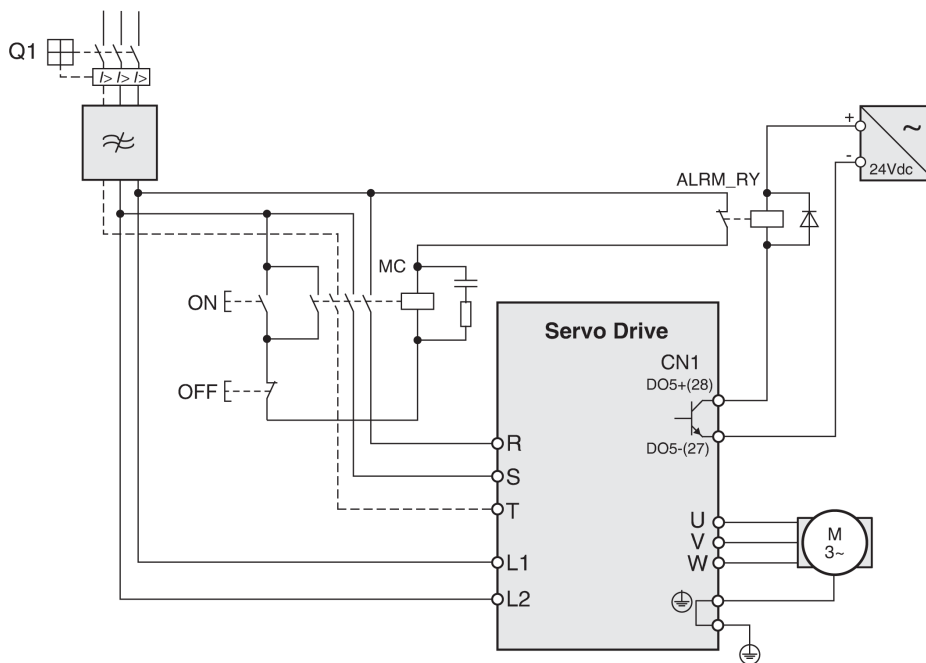 Q1
I> I> I>
+
~
-
24Vdc
ALRM_RY
MC
ON
OFF
Servo Drive
CN1
DO5+(28)
DO5-(27)
R
S
T
L1
L2
U
V
W
M
3~